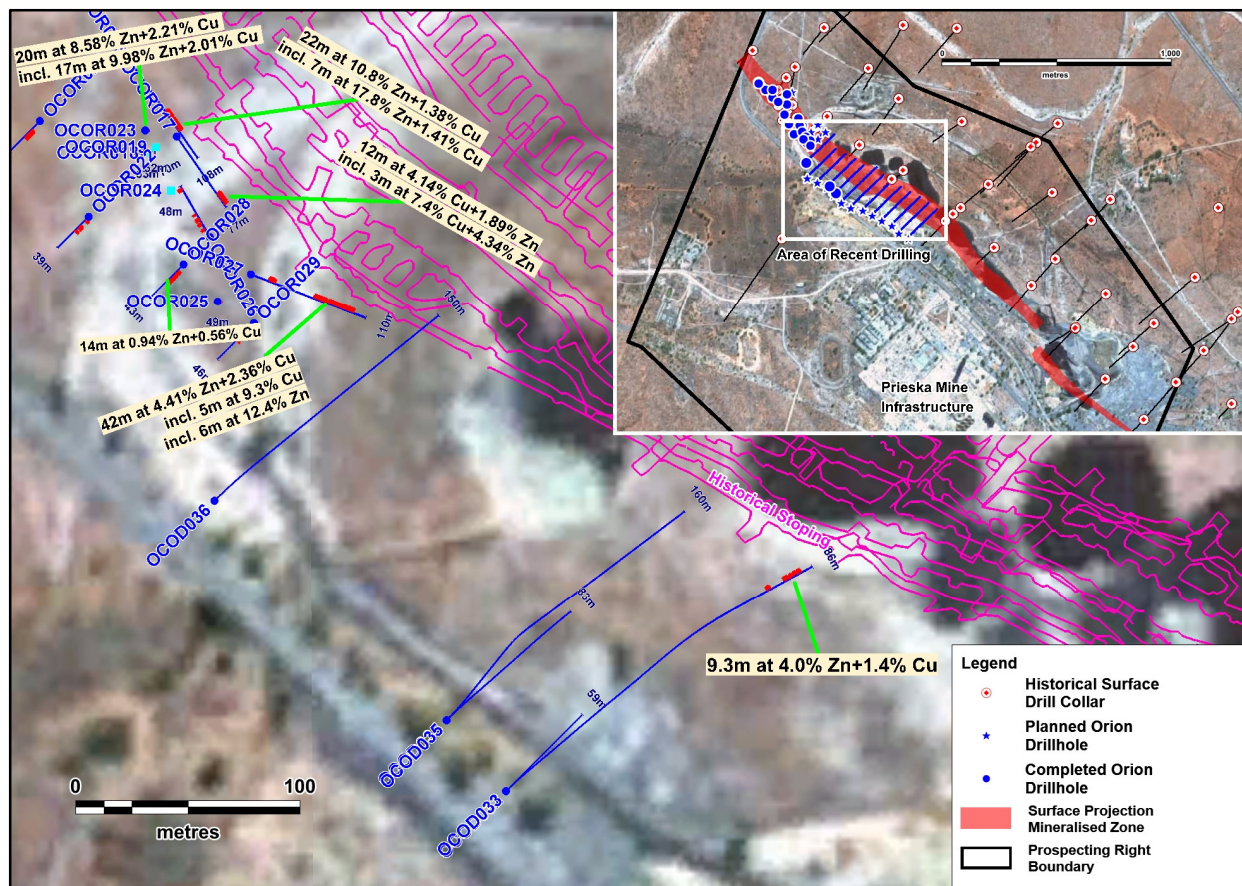 20m at 8.58% Zn+2.21% Cu
incl. 17m at 9.98% Zn+2.01% Cu
22m at 10.8% Zn+1.38% Cu
incl. 7m at 17.8% Zn+1.41% Cu
12m at 4.14% Cu+1.89% Zn
incl. 3m at 7.4% Cu+4.34% Zn
OCOR017
OCOR023
OCOR019
108m
OCOR024
48m
OCOR022
OCOR028
77m
39m
OCOR027
OCOR029
OCOR026
OCOR025
43m
49m
110m
150m
14m at 0.94% Zn+0.56% Cu
42m at 4.41% Zn+2.36% Cu
incl. 5m at 9.3% Cu
incl. 6m at 12.4% Zn
OCOD036
160m
Historical Stoping
86m
59m
OCOD035
OCOD033
9.3m at 4.0% Zn+1.4% Cu
0 100
metres
0 1,000
metres
Area of Recent Drilling
Prieska Mine
Infrastructure
Legend
Historical Surface
Drill Collar
Planned Orion
Drillhole
Completed Orion
Drillhole
Surface Projection
Mineralised Zone
Prospecting Right
Boundary